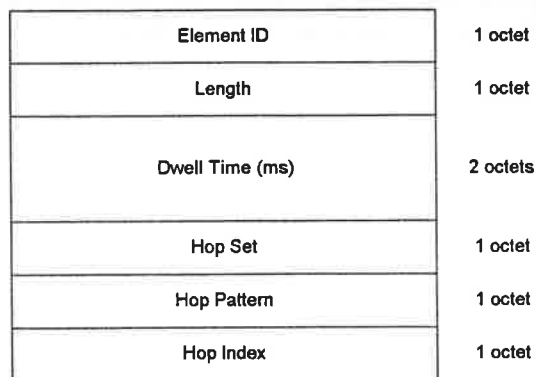 Element ID 1 octet
Length 1 octet
Dwell Time (ms) 2 octets
Hop Set 1 octet
Hop Pattern 1 octet
Hop Index 1 octet